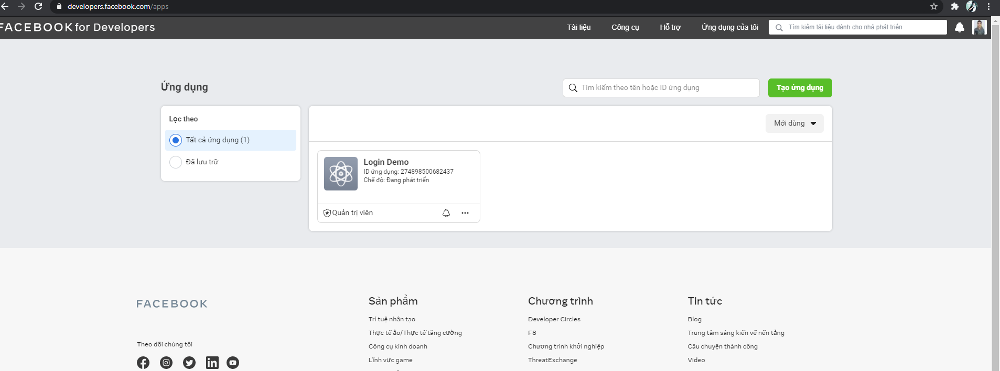 developers.facebook.com/apps
FACEBOOK for Developers
Tài liệu
Công cụ
Hỗ trợ
Ứng dụng của tôi
Tìm kiếm tài liệu dành cho nhà phát triển
Ứng dụng
Tìm kiếm theo tên hoặc ID ứng dụng
Tạo ứng dụng
Lọc theo
Tất cả ứng dụng (1)
Đã lưu trữ
Mới dùng
Login Demo
ID ứng dụng: 274898500682437
Chế độ: Đang phát triển
Quản trị viên
FACEBOOK
Theo dõi chúng tôi
Sản phẩm
Trí tuệ nhân tạo
Thực tế ảo/Thực tế tăng cường
Công cụ kinh doanh
Lĩnh vực game
Chương trình
Developer Circles
F8
Chương trình khởi nghiệp
ThreatExchange
Tin tức
Blog
Trung tâm sáng kiến về nền tảng
Câu chuyện thành công
Video